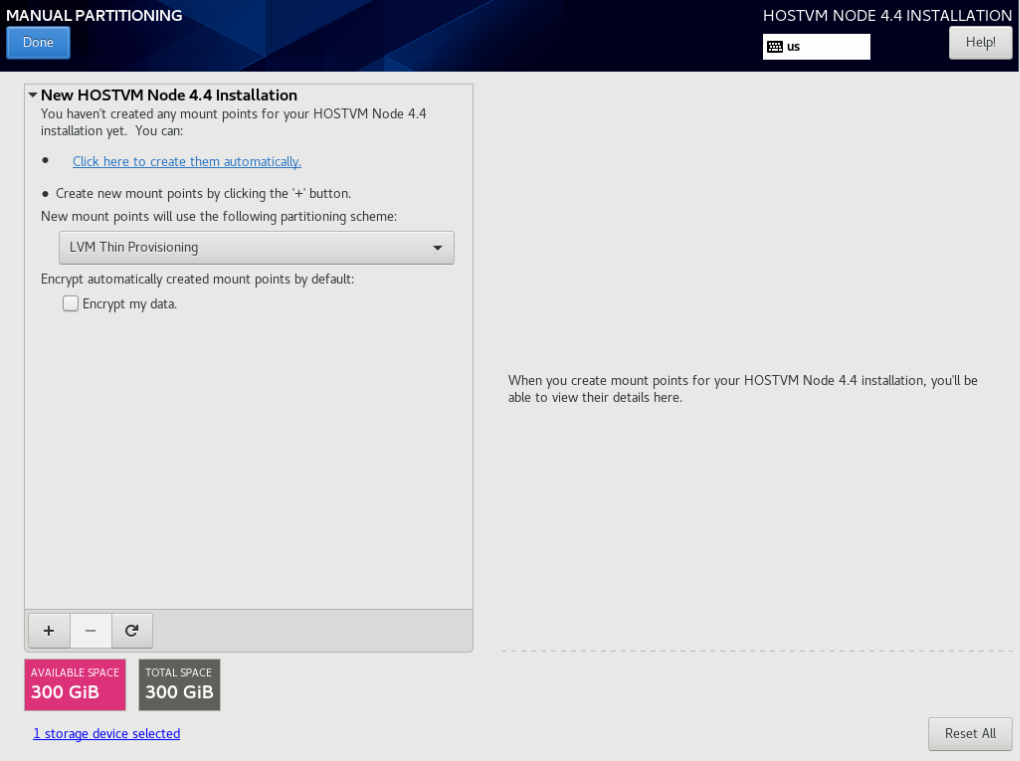 MANUAL PARTITIONING
HOSTVM NODE 4.4 INSTALLATION
Done
us
Help!
New HOSTVM Node 4.4 Installation
You haven't created any mount points for your HOSTVM Node 4.4
installation yet.  You can:
● Click here to create them automatically.
● Create new mount points by clicking the '+' button.
New mount points will use the following partitioning scheme:
LVM Thin Provisioning
Encrypt automatically created mount points by default:
Encrypt my data.
When you create mount points for your HOSTVM Node 4.4 installation, you'll be
able to view their details here.
+ −
AVAILABLE SPACE
300 GiB
TOTAL SPACE
300 GiB
1 storage device selected
Reset All